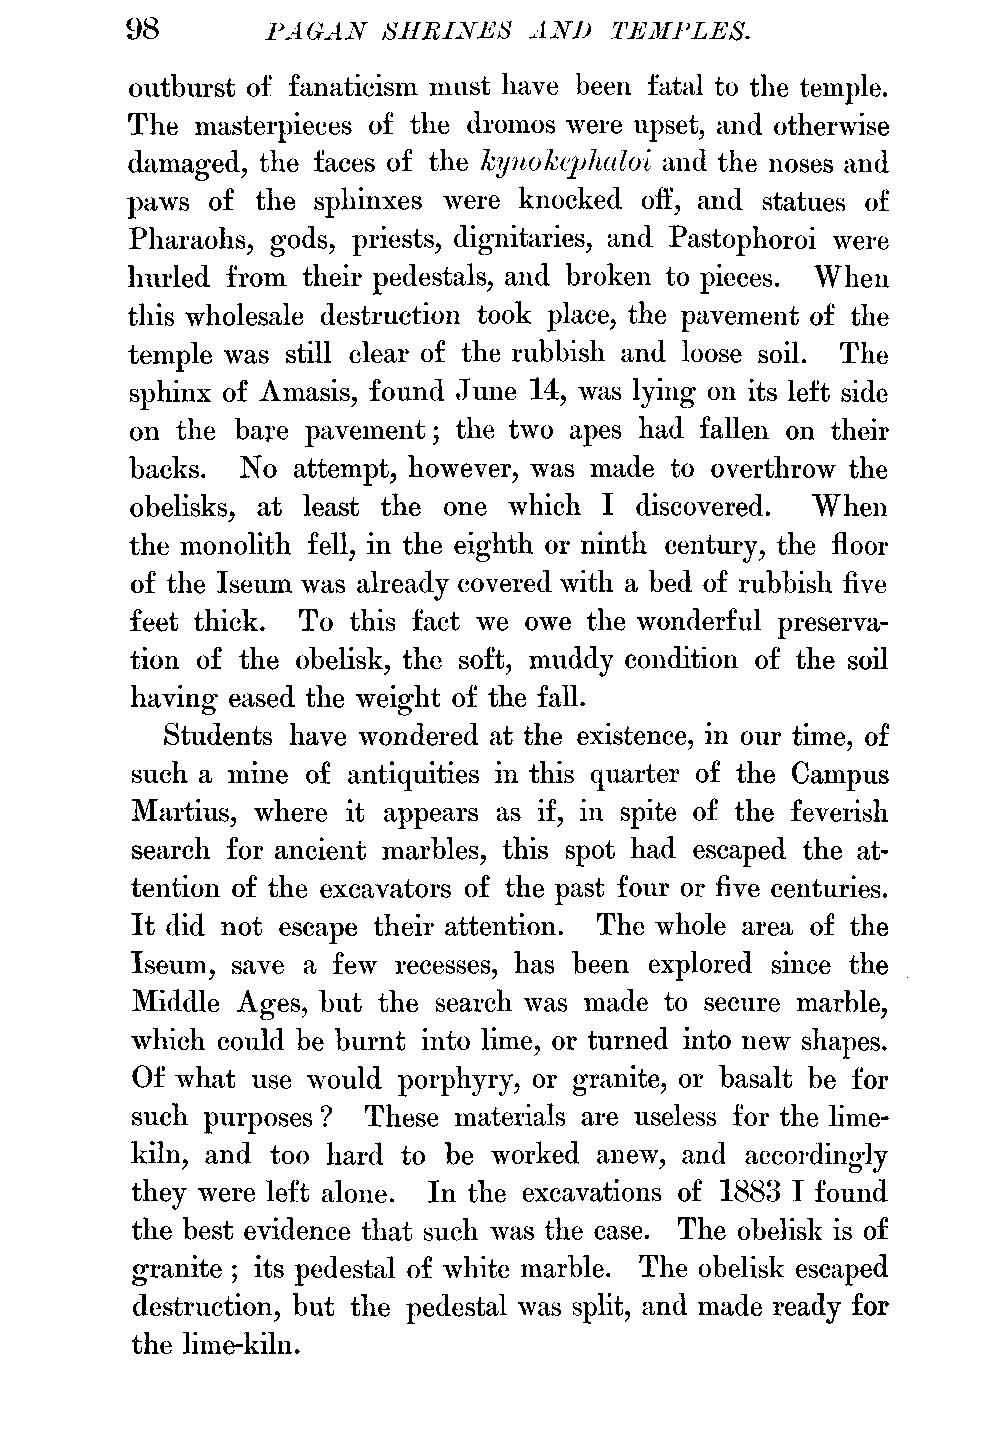 98 PAGAN SHRINES AND TEMPLES.
outburst of fanaticism must have been fatal to the temple.
The masterpieces of the dromos were upset, and otherwise
damaged, the faces of the kynokephaloi and the noses and
paws of the sphinxes were knocked off, and statues of
Pharaohs, gods, priests, dignitaries, and Pastophoroi were
hurled from their pedestals, and broken to pieces. When
this wholesale destruction took place, the pavement of the
temple was still clear of the rubbish and loose soil. The
sphinx of Amasis, found June 14, was lying on its left side
on the bare pavement; the two apes had fallen on their
backs. No attempt, however, was made to overthrow the
obelisks, at least the one which I discovered. When
the monolith fell, in the eighth or ninth century, the floor
of the Iseum was already covered with a bed of rubbish five
feet thick. To this fact we owe the wonderful preserva-
tion of the obelisk, the soft, muddy condition of the soil
having eased the weight of the fall.
Students have wondered at the existence, in our time, of
such a mine of antiquities in this quarter of the Campus
Martius, where it appears as if, in spite of the feverish
search for ancient marbles, this spot had escaped the at-
tention of the excavators of the past four or five centuries.
It did not escape their attention. The whole area of the
Iseum, save a few recesses, has been explored since the
Middle Ages, but the search was made to secure marble,
which could be burnt into lime, or turned into new shapes.
Of what use would porphyry, or granite, or basalt be for
such purposes? These materials are useless for the lime-
kiln, and too hard to be worked anew, and accordingly
they were left alone. In the excavations of 1883 I found
the best evidence that such was the case. The obelisk is of
granite; its pedestal of white marble. The obelisk escaped
destruction, but the pedestal was split, and made ready for
the lime-kiln.